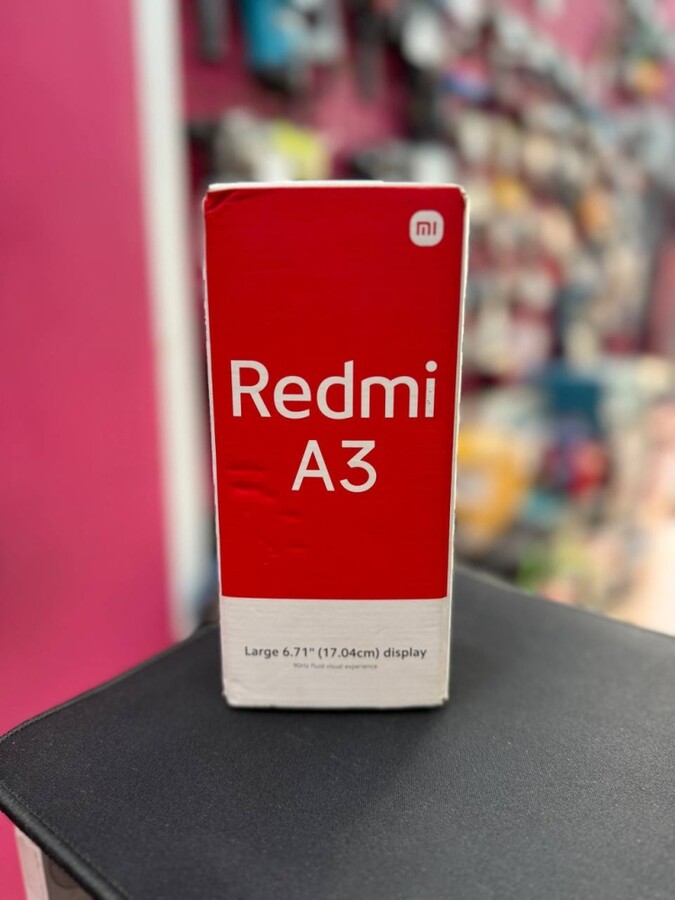 mi
Redmi
A3
Large 6.71" (17.04cm) display
90Hz fluid visual experience